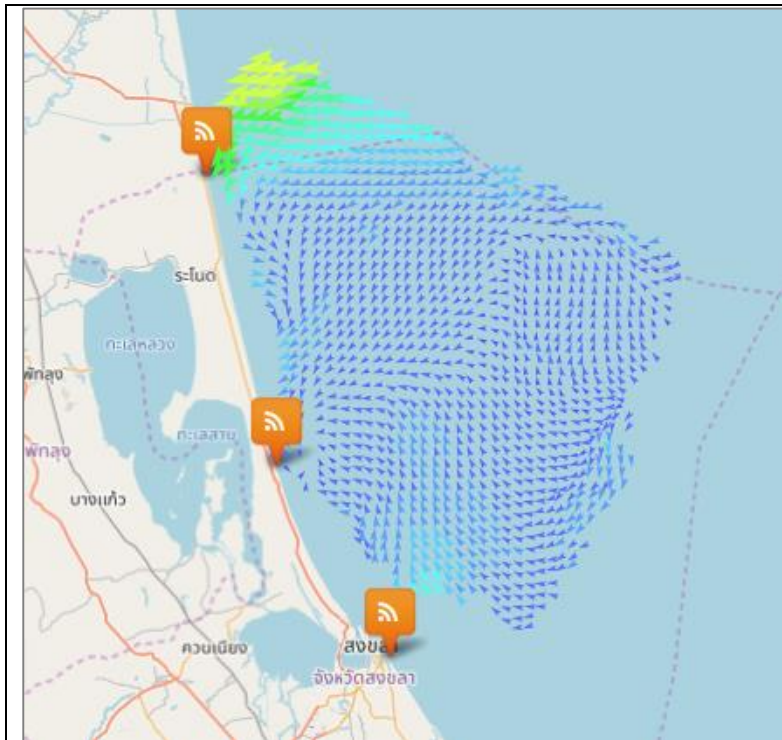 ระโนด
ทะเลหลวง
พัทลุง
ทะเลสาบ
พัทลุง
บางแก้ว
ควนเนียง
สงขลา
จังหวัดสงขลา